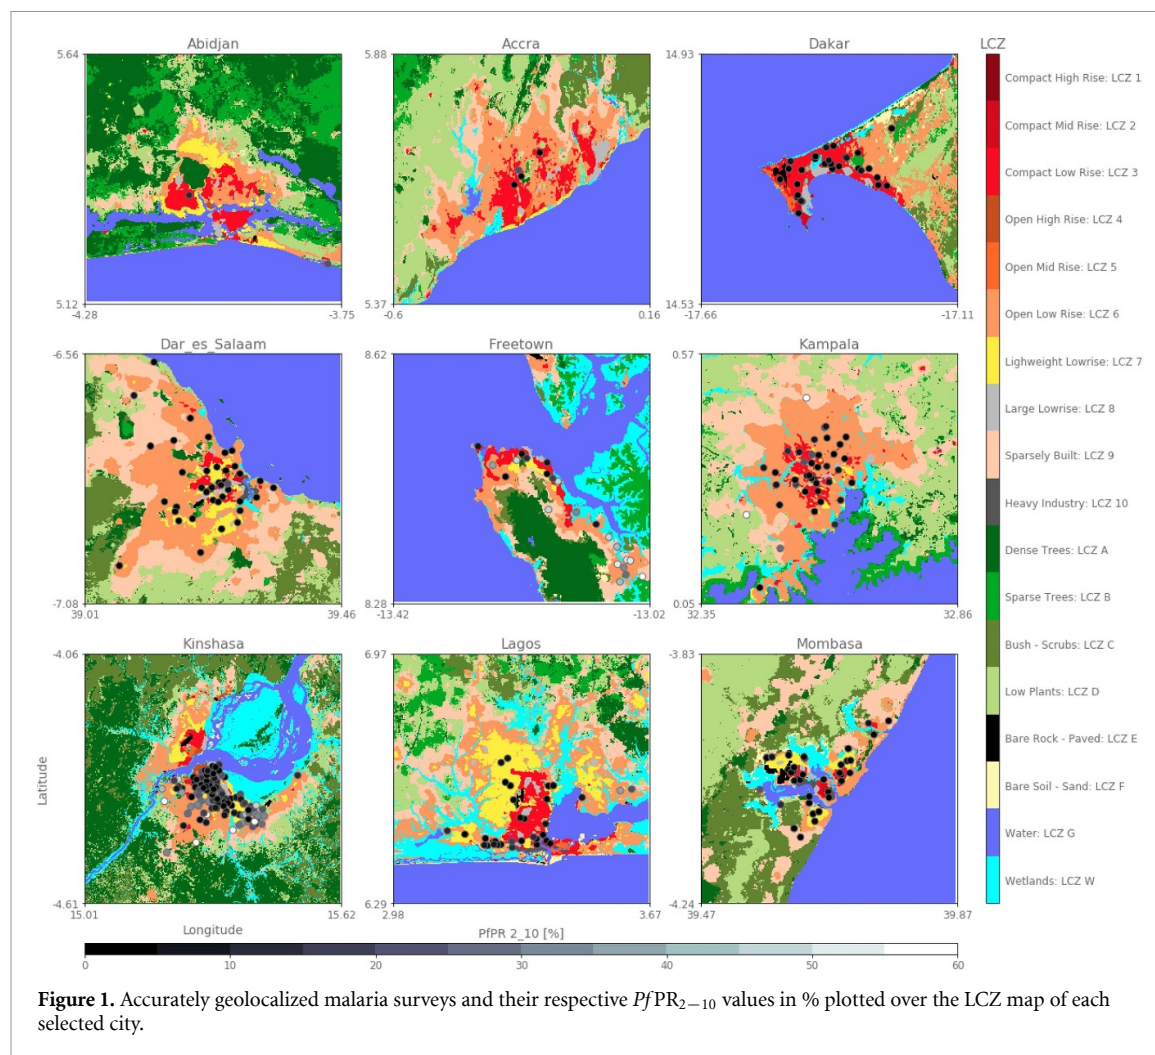 Abidjan
Accra
Dakar
LCZ
5.64
5.12
-4.28
-3.75
5.88
5.37
-0.6
0.16
14.93
14.53
-17.66
-17.11
Compact High Rise: LCZ 1
Compact Mid Rise: LCZ 2
Compact Low Rise: LCZ 3
Open High Rise: LCZ 4
Open Mid Rise: LCZ 5
Open Low Rise: LCZ 6
Lighweight Lowrise: LCZ 7
Large Lowrise: LCZ 8
Sparsely Built: LCZ 9
Heavy Industry: LCZ 10
Dense Trees: LCZ A
Sparse Trees: LCZ B
Bush - Scrubs: LCZ C
Low Plants: LCZ D
Bare Rock - Paved: LCZ E
Bare Soil - Sand: LCZ F
Water: LCZ G
Wetlands: LCZ W
Dar_es_Salaam
Freetown
Kampala
-6.56
-7.08
39.01
39.46
8.62
8.28
-13.42
-13.02
0.57
0.05
32.35
32.86
Kinshasa
Lagos
Mombasa
-4.06
-4.61
15.01
15.62
6.97
6.29
2.98
3.67
-3.83
-4.24
39.47
39.87
Latitude
Longitude
PfPR 2_10 [%]
0
10
20
30
40
50
60
Figure 1. Accurately geolocalized malaria surveys and their respective PfPR2−10 values in % plotted over the LCZ map of each
selected city.